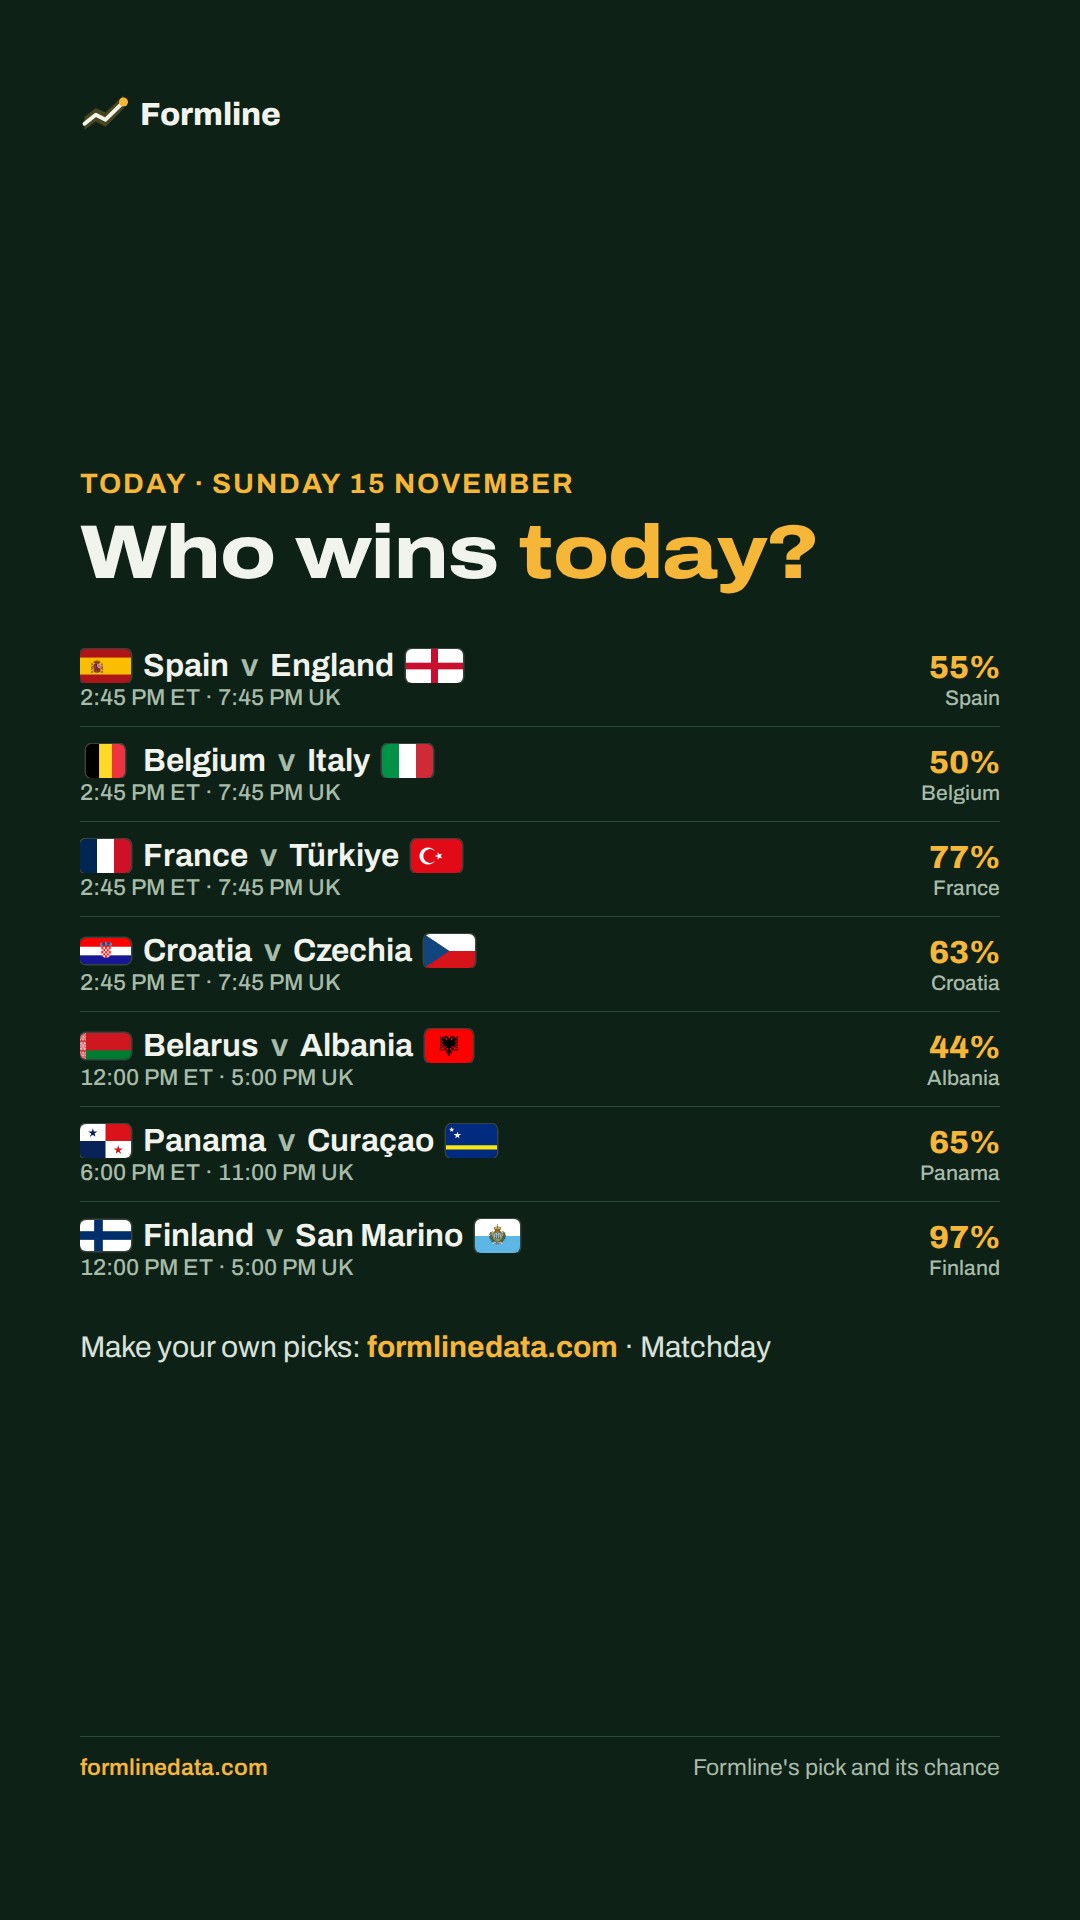 Formline
TODAY · SUNDAY 15 NOVEMBER
Who wins today?
Spain v England
2:45 PM ET · 7:45 PM UK
55%
Spain
Belgium v Italy
2:45 PM ET · 7:45 PM UK
50%
Belgium
France v Türkiye
2:45 PM ET · 7:45 PM UK
77%
France
Croatia v Czechia
2:45 PM ET · 7:45 PM UK
63%
Croatia
Belarus v Albania
12:00 PM ET · 5:00 PM UK
44%
Albania
Panama v Curaçao
6:00 PM ET · 11:00 PM UK
65%
Panama
Finland v San Marino
12:00 PM ET · 5:00 PM UK
97%
Finland
Make your own picks: formlinedata.com · Matchday
formlinedata.com
Formline's pick and its chance